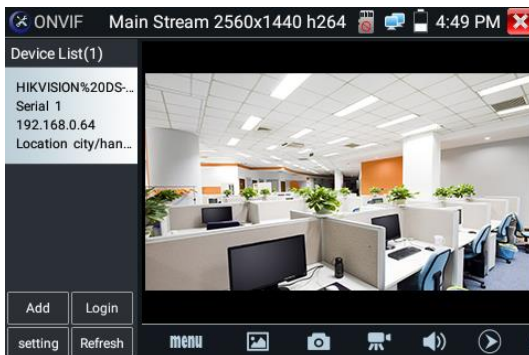 ONVIF Main Stream 2560x1440 h264 4:49 PM
Device List(1)
HIKVISION%20DS-...
Serial 1
192.168.0.64
Location city/han...
Add Login
setting Refresh
menu